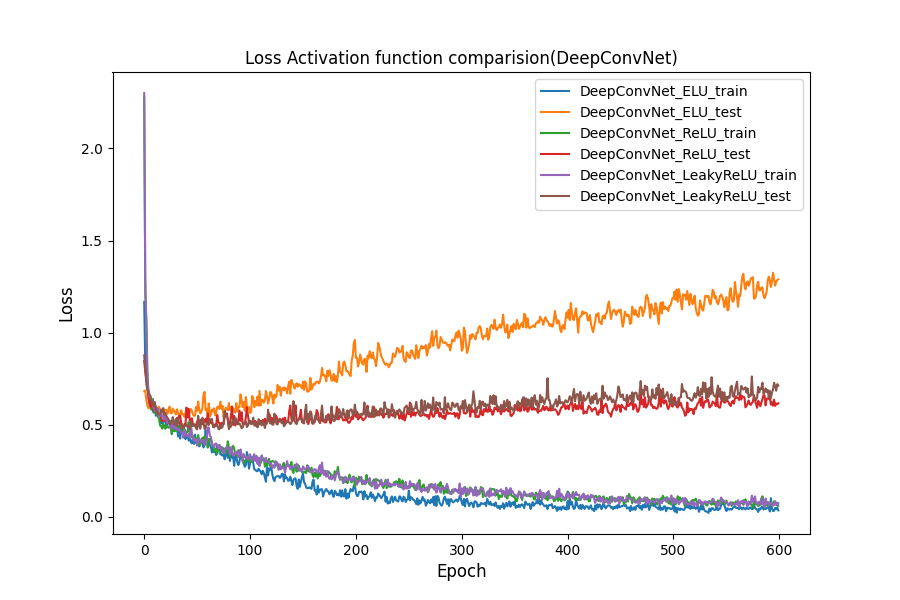 Loss Activation function comparision(DeepConvNet)
DeepConvNet_ELU_train
DeepConvNet_ELU_test
DeepConvNet_ReLU_train
DeepConvNet_ReLU_test
DeepConvNet_LeakyReLU_train
DeepConvNet_LeakyReLU_test
Loss
2.0
1.5
1.0
0.5
0.0
0 100 200 300 400 500 600
Epoch